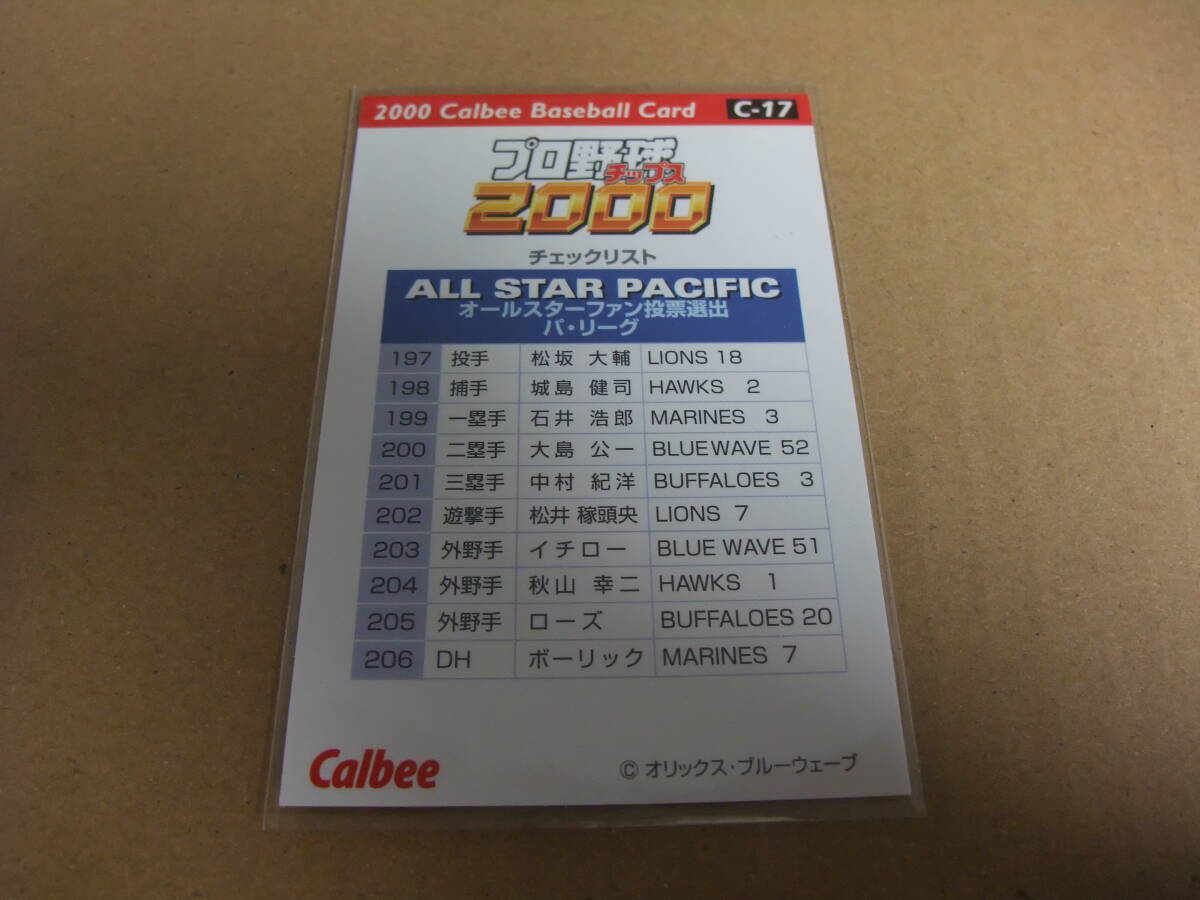 2000 Calbee Baseball Card C-17
プロ野球
チップス
2000
チェックリスト
ALL STAR PACIFIC
オールスターファン投票選出
パ・リーグ
197 投手 松坂 大輔 LIONS 18
198 捕手 城島 健司 HAWKS 2
199 一塁手 石井 浩郎 MARINES 3
200 二塁手 大島 公一 BLUE WAVE 52
201 三塁手 中村 紀洋 BUFFALOES 3
202 遊撃手 松井 稼頭央 LIONS 7
203 外野手 イチロー BLUE WAVE 51
204 外野手 秋山 幸二 HAWKS 1
205 外野手 ローズ BUFFALOES 20
206 DH ボーリック MARINES 7
Calbee © オリックス・ブルーウェーブ